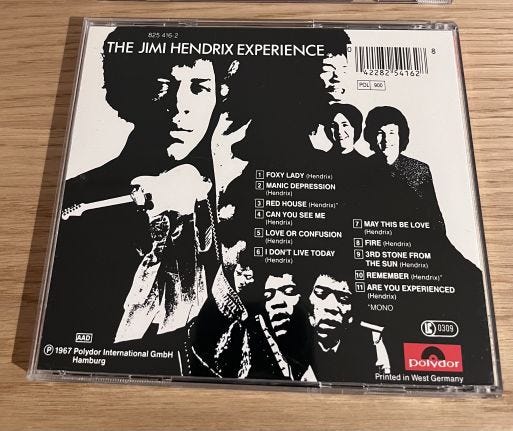 825 416-2
THE JIMI HENDRIX EXPERIENCE
0 42282 54162 8
POL 900
1 FOXY LADY (Hendrix)
2 MANIC DEPRESSION
(Hendrix)
3 RED HOUSE (Hendrix)*
4 CAN YOU SEE ME
(Hendrix)
5 LOVE OR CONFUSION
(Hendrix)
6 I DON'T LIVE TODAY
(Hendrix)
7 MAY THIS BE LOVE
(Hendrix)
8 FIRE (Hendrix)
9 3RD STONE FROM
THE SUN (Hendrix)
10 REMEMBER (Hendrix)*
11 ARE YOU EXPERIENCED
(Hendrix)
*MONO
AAD
℗ 1967 Polydor International GmbH
Hamburg
0309
polydor
Printed in West Germany